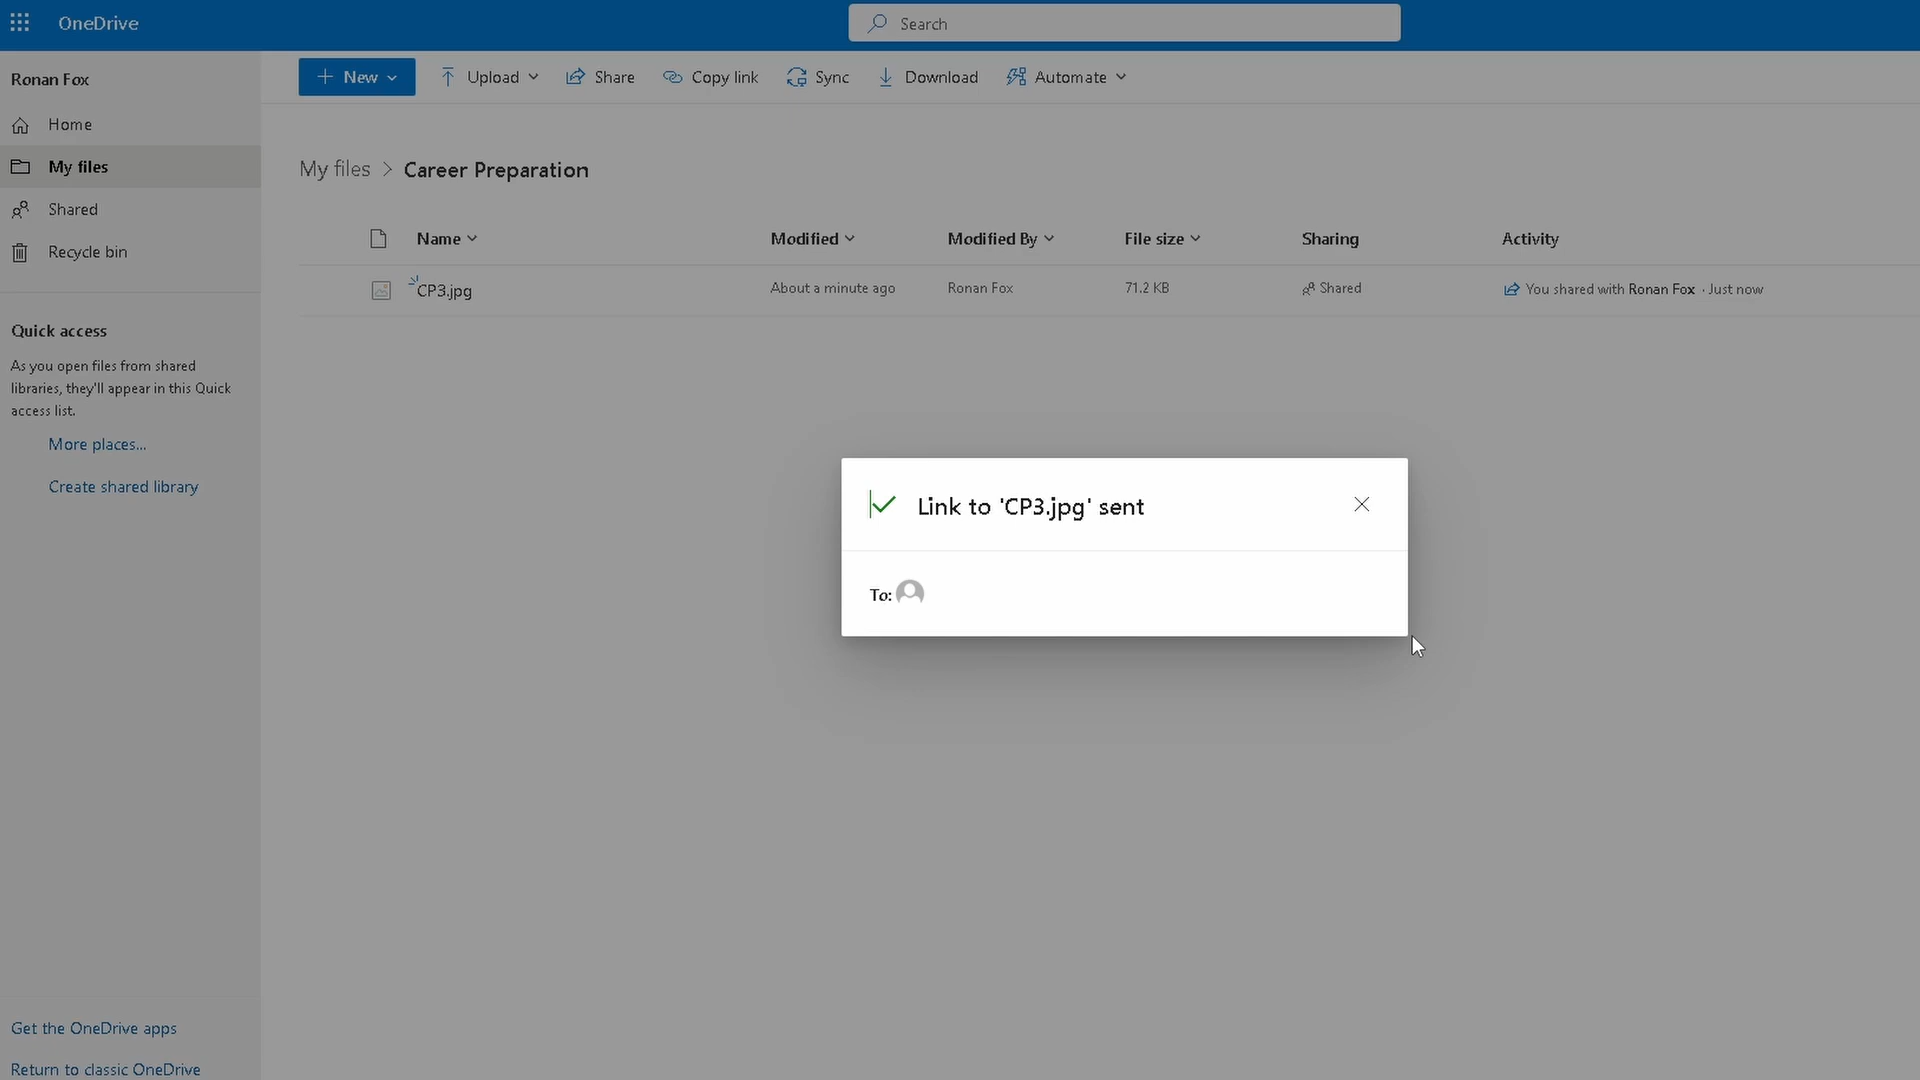 OneDrive
Search
Ronan Fox
New
Upload
Share
Copy link
Sync
Download
Automate
Home
My files
Shared
Recycle bin
My files > Career Preparation
Name
Modified
Modified By
File size
Sharing
Activity
CP3.jpg
About a minute ago
Ronan Fox
71.2 KB
Shared
You shared with Ronan Fox · Just now
Quick access
As you open files from shared
libraries, they'll appear in this Quick
access list.
More places...
Create shared library
Link to 'CP3.jpg' sent
To:
Get the OneDrive apps
Return to classic OneDrive